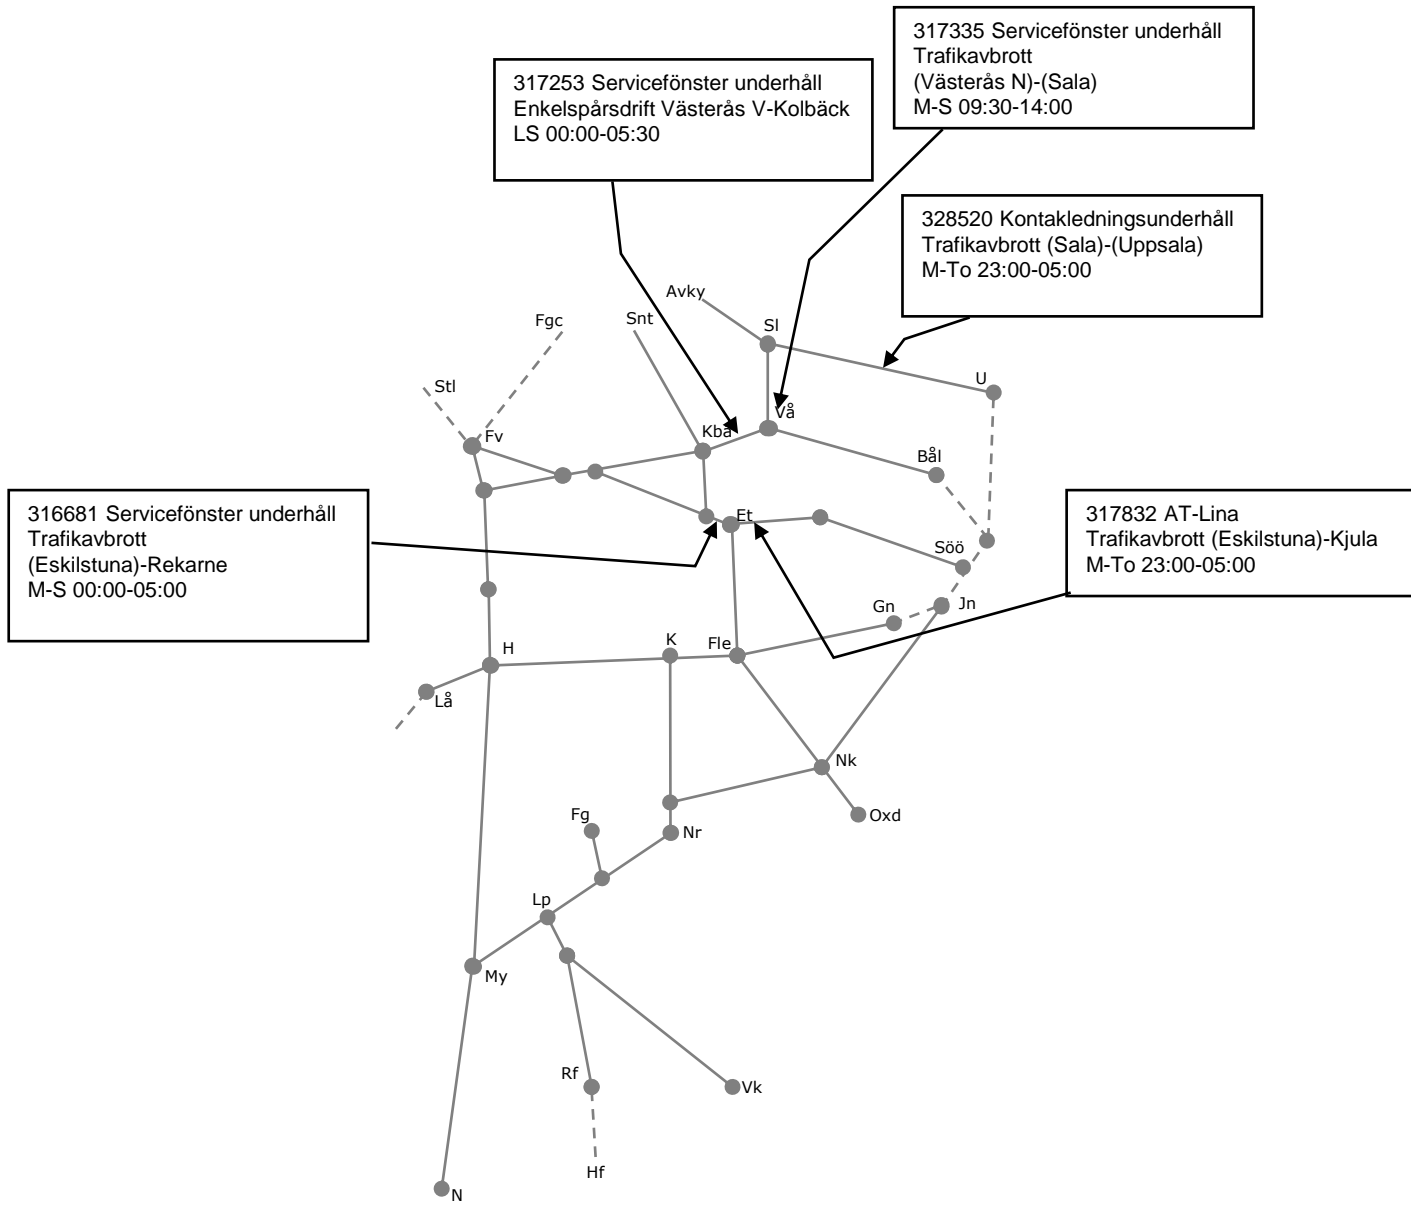 317335 Servicefönster underhåll
Trafikavbrott
(Västerås N)-(Sala)
M-S 09:30-14:00
317253 Servicefönster underhåll
Enkelspårsdrift Västerås V-Kolbäck
LS 00:00-05:30
328520 Kontakledningsunderhåll
Trafikavbrott (Sala)-(Uppsala)
M-To 23:00-05:00
Avky
Snt
Fgc
Sl
U
Stl
Vå
Fv
Kba
Bål
316681 Servicefönster underhåll
Trafikavbrott
(Eskilstuna)-Rekarne
M-S 00:00-05:00
317832 AT-Lina
Trafikavbrott (Eskilstuna)-Kjula
M-To 23:00-05:00
Et
Söö
Gn
Jn
H
K
Fle
Lå
Nk
Fg
Oxd
Nr
Lp
My
Rf
Vk
Hf
N